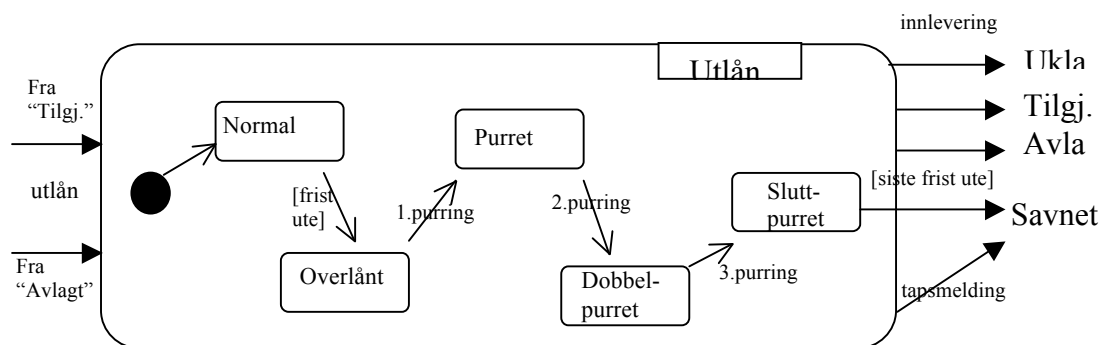 innlevering
Utlån
Ukla
Fra
“Tilgj.”
Tilgj.
Normal
Purret
Avla
[siste frist ute]
utlån
[frist
ute]
1.purring
2.purring
Slutt-
purret
Savnet
Fra
“Avlagt”
Overlånt
Dobbel-
purret
3.purring
tapsmelding